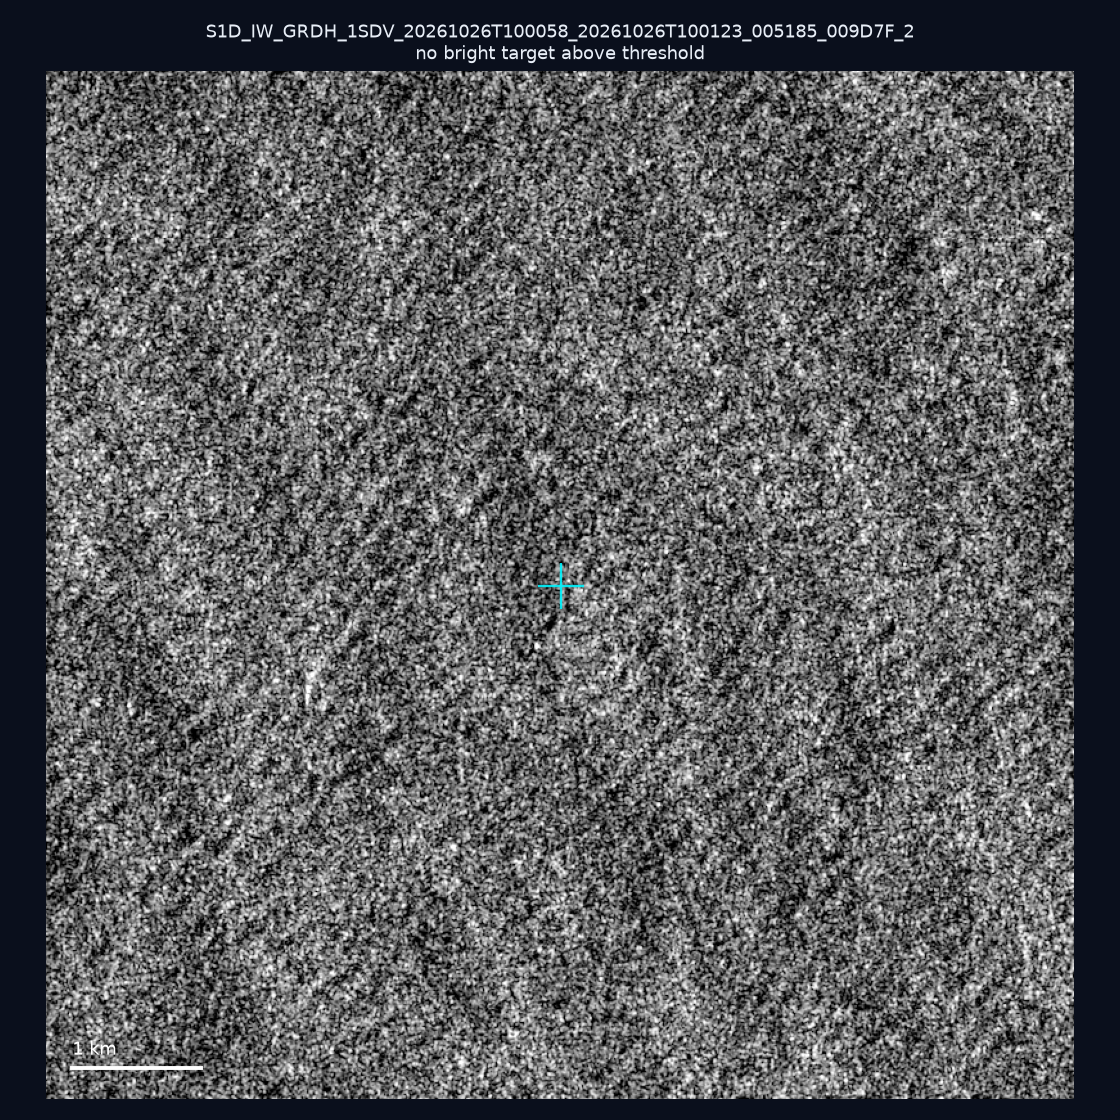 S1D_IW_GRDH_1SDV_20261026T100058_20261026T100123_005185_009D7F_2
no bright target above threshold
1 km